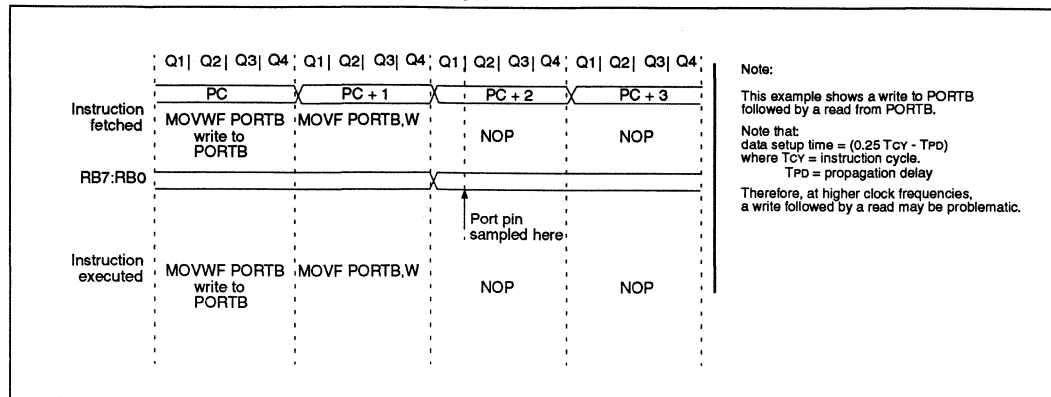 Q1| Q2| Q3| Q4 Q1| Q2| Q3| Q4 Q1| Q2| Q3| Q4 Q1| Q2| Q3| Q4
PC PC + 1 PC + 2 PC + 3
Instruction
fetched
MOVWF PORTB
write to
PORTB
MOVF PORTB,W
NOP
NOP
RB7:RB0
Port pin
sampled here
Instruction
executed
MOVWF PORTB
write to
PORTB
MOVF PORTB,W
NOP
NOP
Note:
This example shows a write to PORTB
followed by a read from PORTB.
Note that:
data setup time = (0.25 TCY - TPD)
where TCY = instruction cycle.
TPD = propagation delay
Therefore, at higher clock frequencies,
a write followed by a read may be problematic.